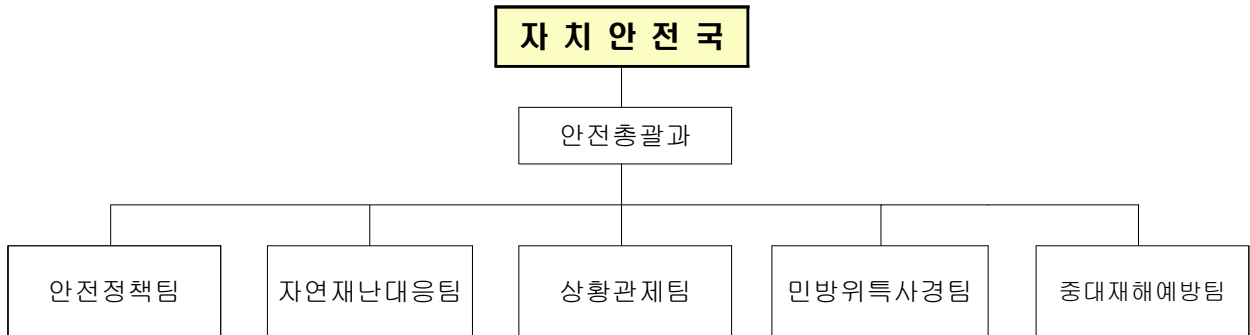 자 치 안 전 국
안전총괄과
안전정책팀
자연재난대응팀
상황관제팀
민방위특사경팀
중대재해예방팀